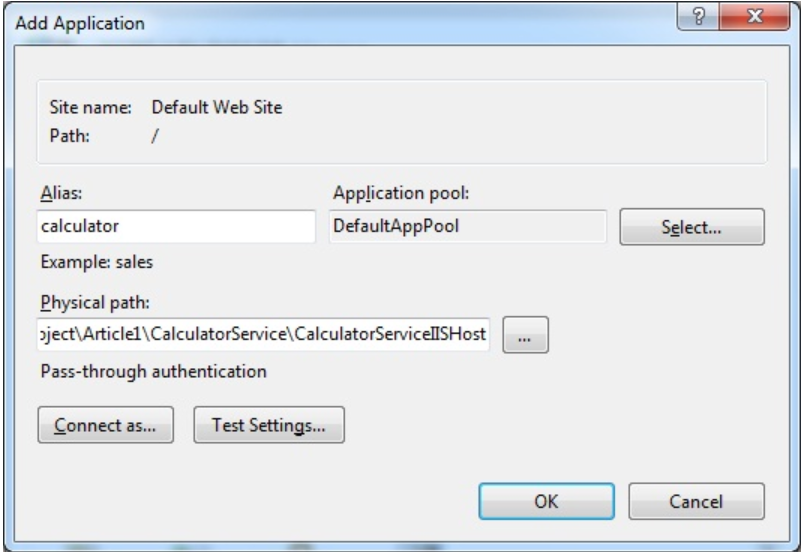 Add Application
Site name: Default Web Site
Path: /
Alias: Application pool:
calculator DefaultAppPool Select...
Example: sales
Physical path:
ject\Article1\CalculatorService\CalculatorServiceIISHost ...
Pass-through authentication
Connect as... Test Settings...
OK Cancel